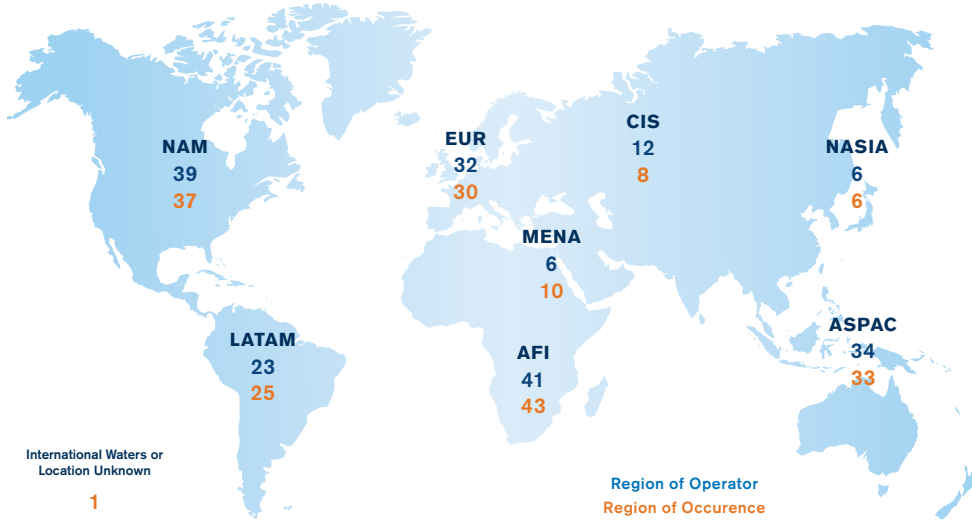 NAM
39
37
EUR
32
30
CIS
12
8
NASIA
6
6
MENA
6
10
LATAM
23
25
AFI
41
43
ASPAC
34
33
International Waters or
Location Unknown
1
Region of Operator
Region of Occurence